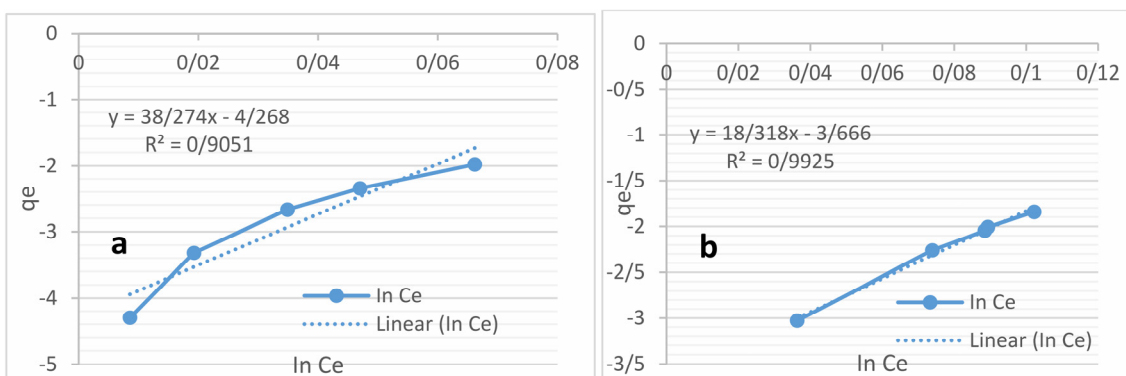 0
0 0/02 0/04 0/06 0/08
-1
y = 38/274x - 4/268
R² = 0/9051
-2
qe
-3
a
-4
In Ce
Linear (In Ce)
-5
In Ce
0
0 0/02 0/04 0/06 0/08 0/1 0/12
-0/5
-1
y = 18/318x - 3/666
R² = 0/9925
-1/5
qe
-2
b
-2/5
In Ce
-3
Linear (In Ce)
-3/5
In Ce